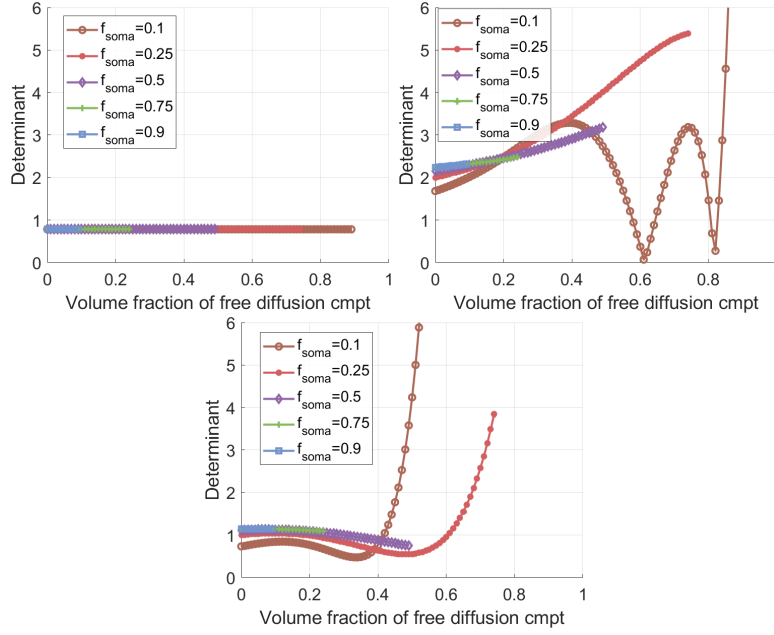 6
5
4
3
2
1
0
Determinant
f_soma=0.1
f_soma=0.25
f_soma=0.5
f_soma=0.75
f_soma=0.9
0 0.2 0.4 0.6 0.8 1
Volume fraction of free diffusion cmpt
6
5
4
3
2
1
0
Determinant
f_soma=0.1
f_soma=0.25
f_soma=0.5
f_soma=0.75
f_soma=0.9
0 0.2 0.4 0.6 0.8
Volume fraction of free diffusion cmpt
6
5
4
3
2
1
0
Determinant
f_soma=0.1
f_soma=0.25
f_soma=0.5
f_soma=0.75
f_soma=0.9
0 0.2 0.4 0.6 0.8 1
Volume fraction of free diffusion cmpt